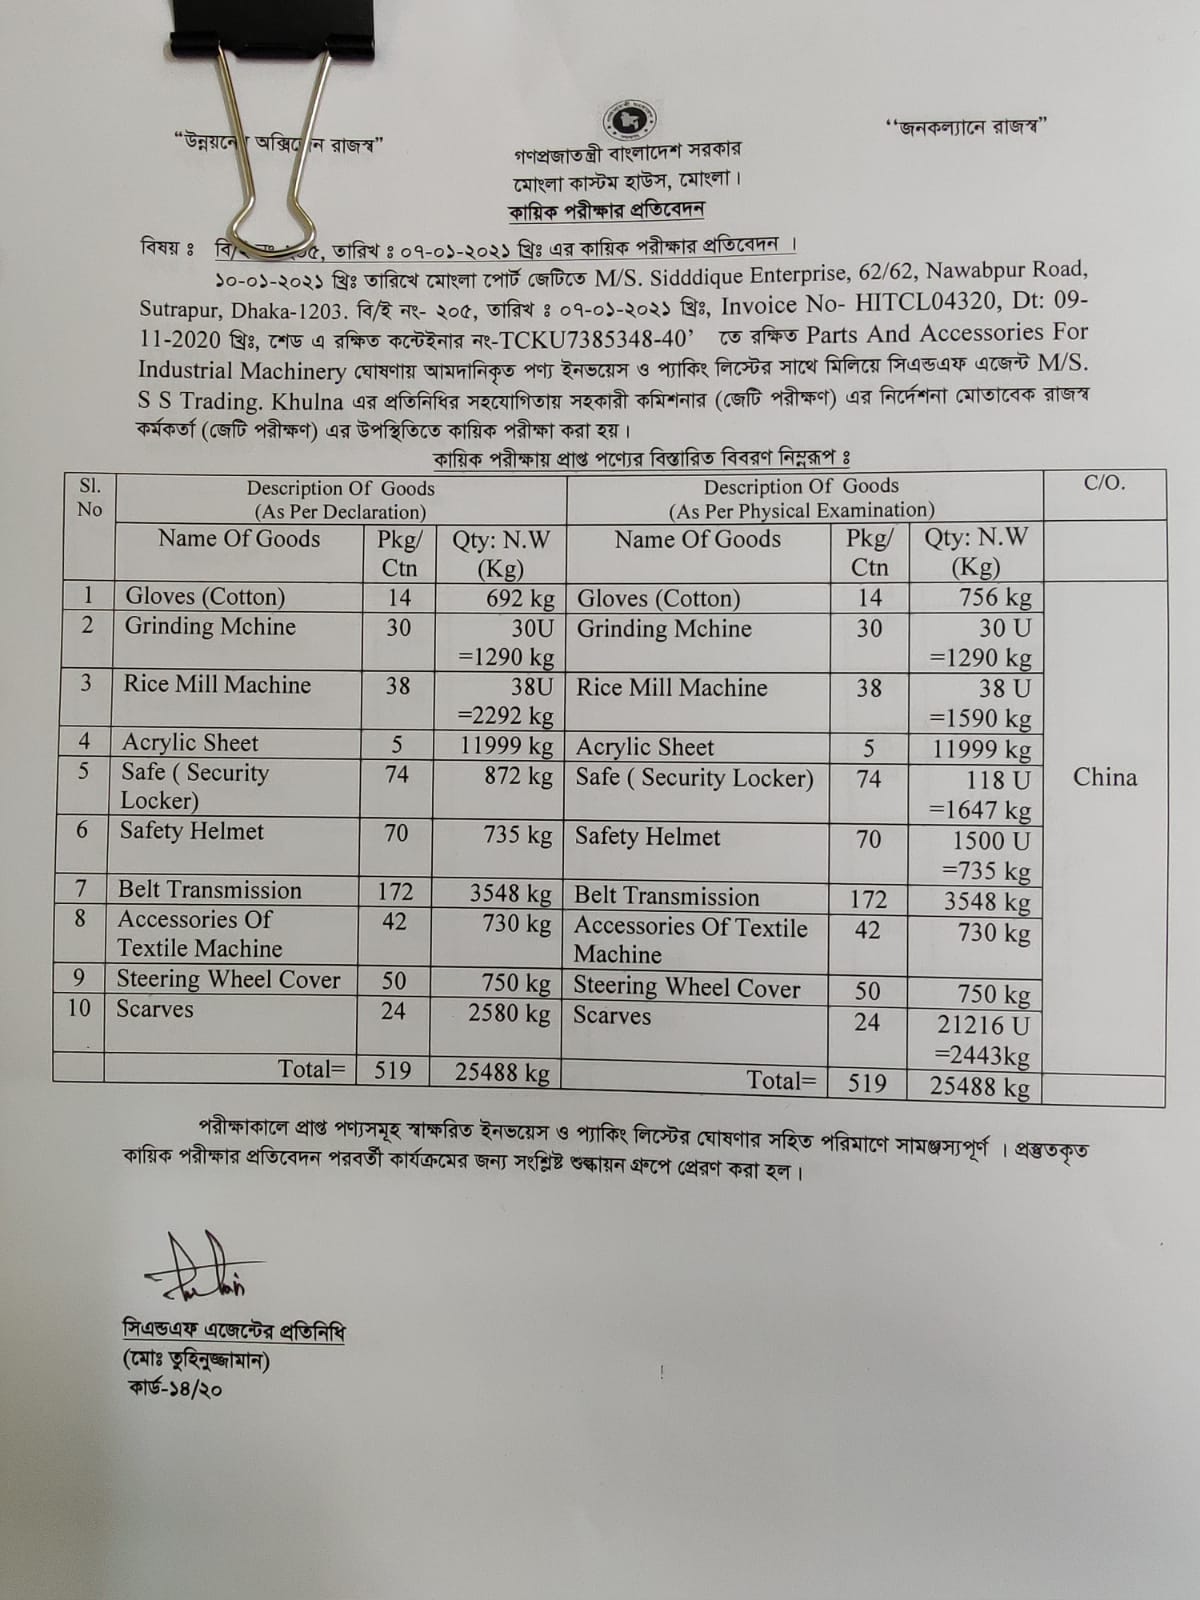 “উন্নয়নের অক্সিজেন রাজস্ব”
‘‘জনকল্যানে রাজস্ব”
গণপ্রজাতন্ত্রী বাংলাদেশ সরকার
মোংলা কাস্টম হাউস, মোংলা।
কায়িক পরীক্ষার প্রতিবেদন
বিষয় ঃ বি/ ২০৫, তারিখ ঃ ০৭-০১-২০২১ খ্রিঃ এর কায়িক পরীক্ষার প্রতিবেদন ।
১০-০১-২০২১ খ্রিঃ তারিখে মোংলা পোর্ট জেটিতে M/S. Sidddique Enterprise, 62/62, Nawabpur Road,
Sutrapur, Dhaka-1203. বি/ই নং- ২০৫, তারিখ ঃ ০৭-০১-২০২১ খ্রিঃ, Invoice No- HITCL04320, Dt: 09-
11-2020 খ্রিঃ, শেড এ রক্ষিত কন্টেইনার নং-TCKU7385348-40’ তে রক্ষিত Parts And Accessories For
Industrial Machinery ঘোষণায় আমদানিকৃত পণ্য ইনভয়েস ও প্যাকিং লিস্টের সাথে মিলিয়ে সিএন্ডএফ এজেন্ট M/S.
S S Trading. Khulna এর প্রতিনিধির সহযোগিতায় সহকারী কমিশনার (জেটি পরীক্ষণ) এর নির্দেশনা মোতাবেক রাজস্ব
কর্মকর্তা (জেটি পরীক্ষণ) এর উপস্থিতিতে কায়িক পরীক্ষা করা হয়।
কায়িক পরীক্ষায় প্রাপ্ত পণ্যের বিস্তারিত বিবরণ নিম্নরূপ ঃ
Sl. No Description Of Goods (As Per Declaration) Description Of Goods (As Per Physical Examination) C/O.
Name Of Goods Pkg/ Ctn Qty: N.W (Kg) Name Of Goods Pkg/ Ctn Qty: N.W (Kg)
1 Gloves (Cotton) 14 692 kg Gloves (Cotton) 14 756 kg
2 Grinding Mchine 30 30U Grinding Mchine 30 30 U
=1290 kg =1290 kg
3 Rice Mill Machine 38 38U Rice Mill Machine 38 38 U
=2292 kg =1590 kg
4 Acrylic Sheet 5 11999 kg Acrylic Sheet 5 11999 kg
5 Safe ( Security 74 872 kg Safe ( Security Locker) 74 118 U China
Locker) =1647 kg
6 Safety Helmet 70 735 kg Safety Helmet 70 1500 U
=735 kg
7 Belt Transmission 172 3548 kg Belt Transmission 172 3548 kg
8 Accessories Of 42 730 kg Accessories Of Textile 42 730 kg
Textile Machine Machine
9 Steering Wheel Cover 50 750 kg Steering Wheel Cover 50 750 kg
10 Scarves 24 2580 kg Scarves 24 21216 U
=2443kg
Total= 519 25488 kg Total= 519 25488 kg
পরীক্ষাকালে প্রাপ্ত পণ্যসমূহ স্বাক্ষরিত ইনভয়েস ও প্যাকিং লিস্টের ঘোষণার সহিত পরিমাণে সামঞ্জস্যপূর্ণ । প্রস্তুতকৃত
কায়িক পরীক্ষার প্রতিবেদন পরবর্তী কার্যক্রমের জন্য সংশ্লিষ্ট শুল্কায়ন গ্রুপে প্রেরণ করা হল।
সিএন্ডএফ এজেন্টের প্রতিনিধি
(মোঃ তুহিনুজ্জামান)
কার্ড-১৪/২০